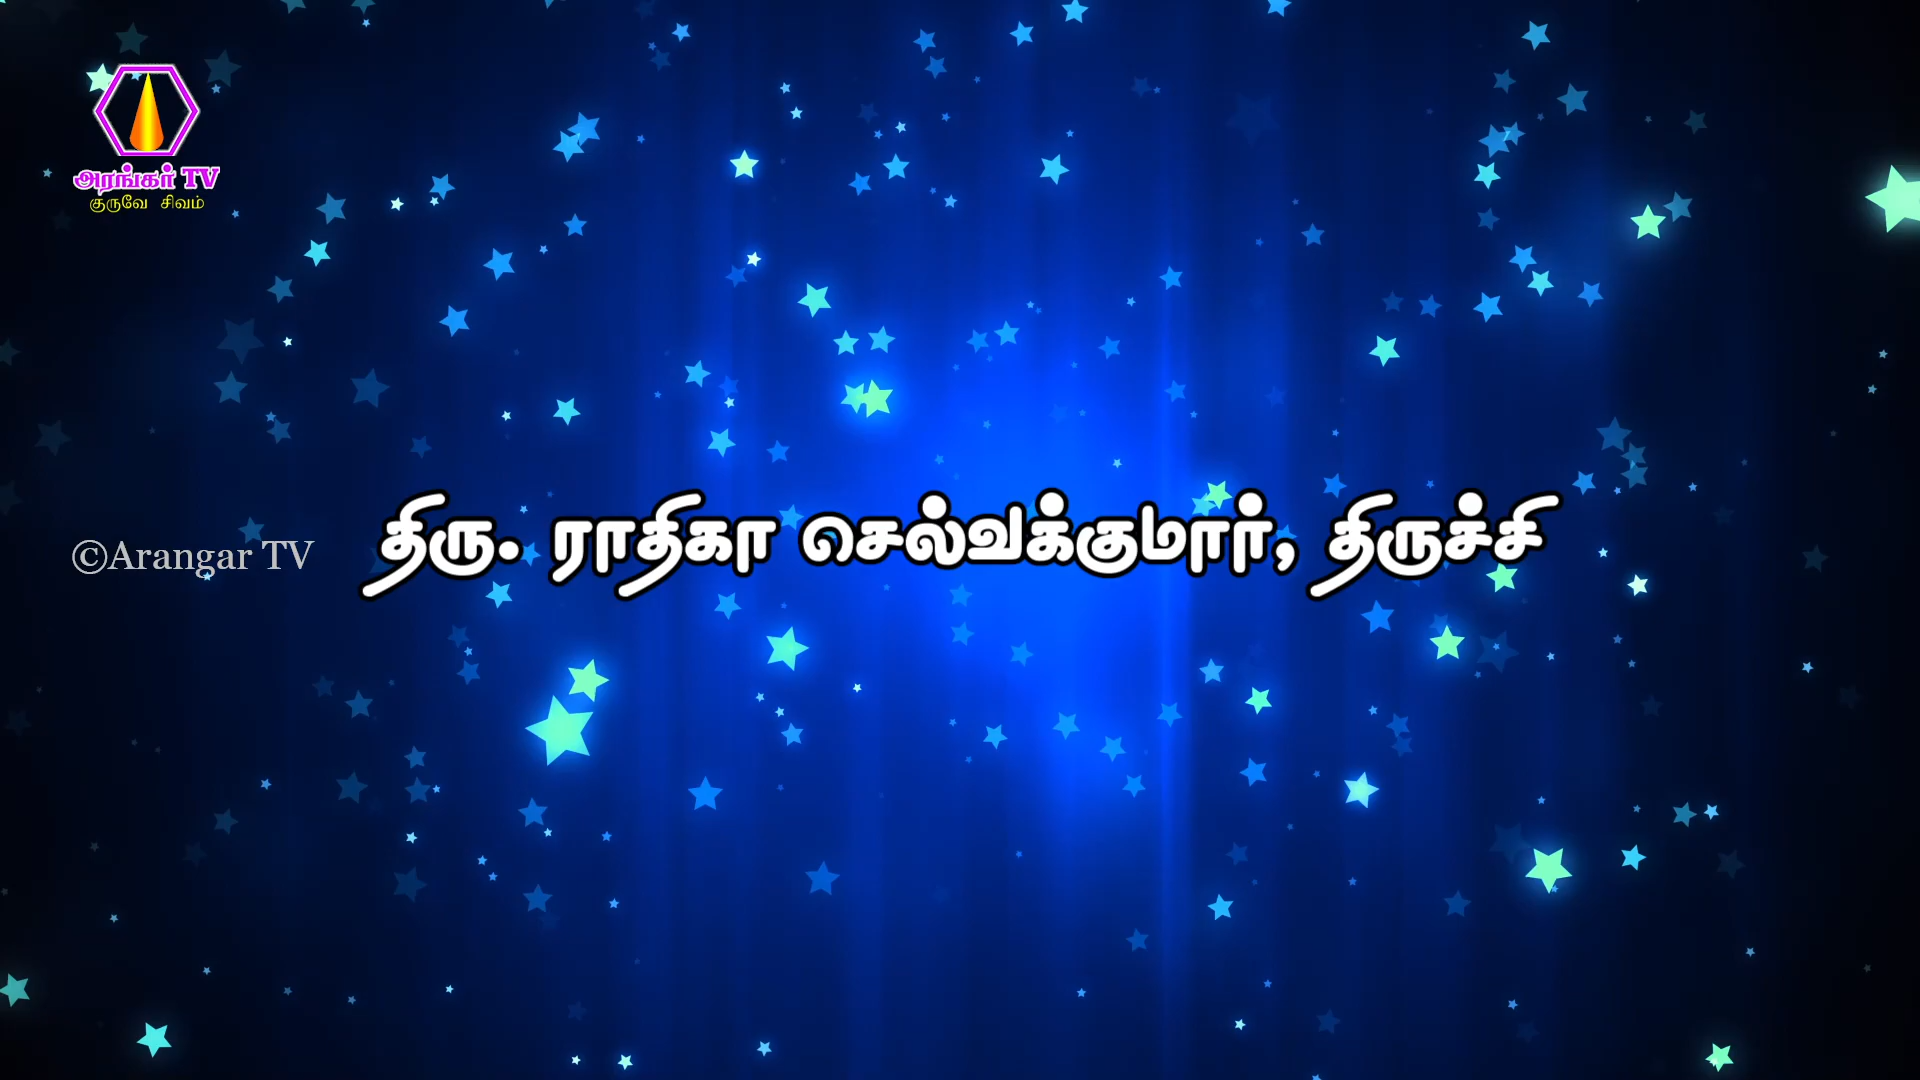 அரங்கர் TV
குருவே சிவம்
©Arangar TV
திரு. ராதிகா செல்வக்குமார், திருச்சி